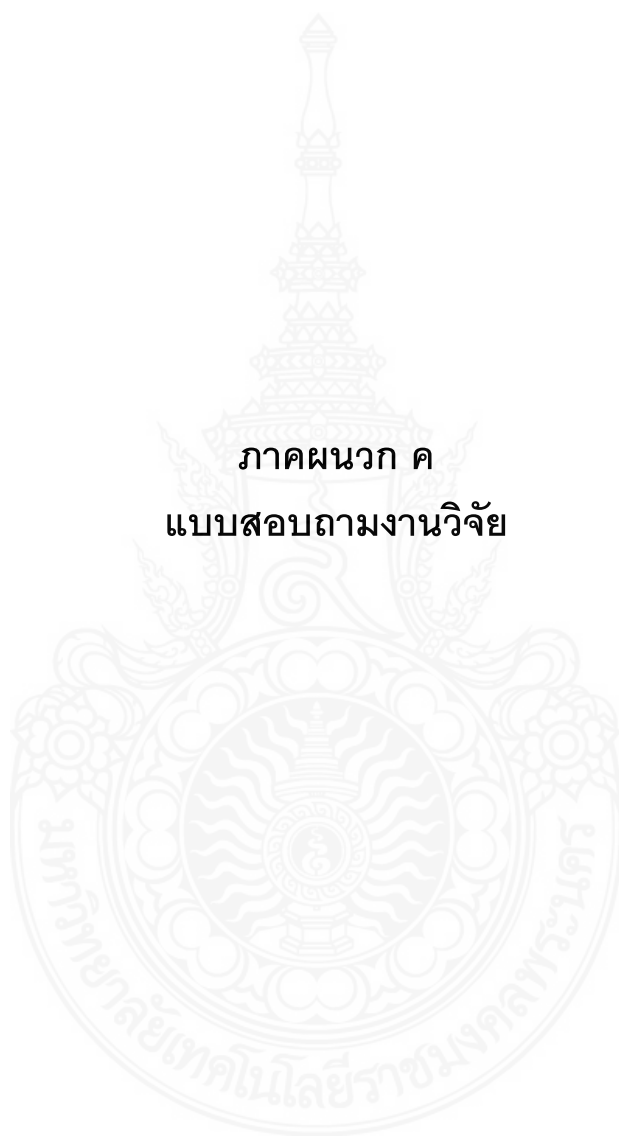 ภาคผนวก ค
แบบสอบถามงานวิจัย
มหาวิทยาลัยเทคโนโลยีราชมงคลพระนคร